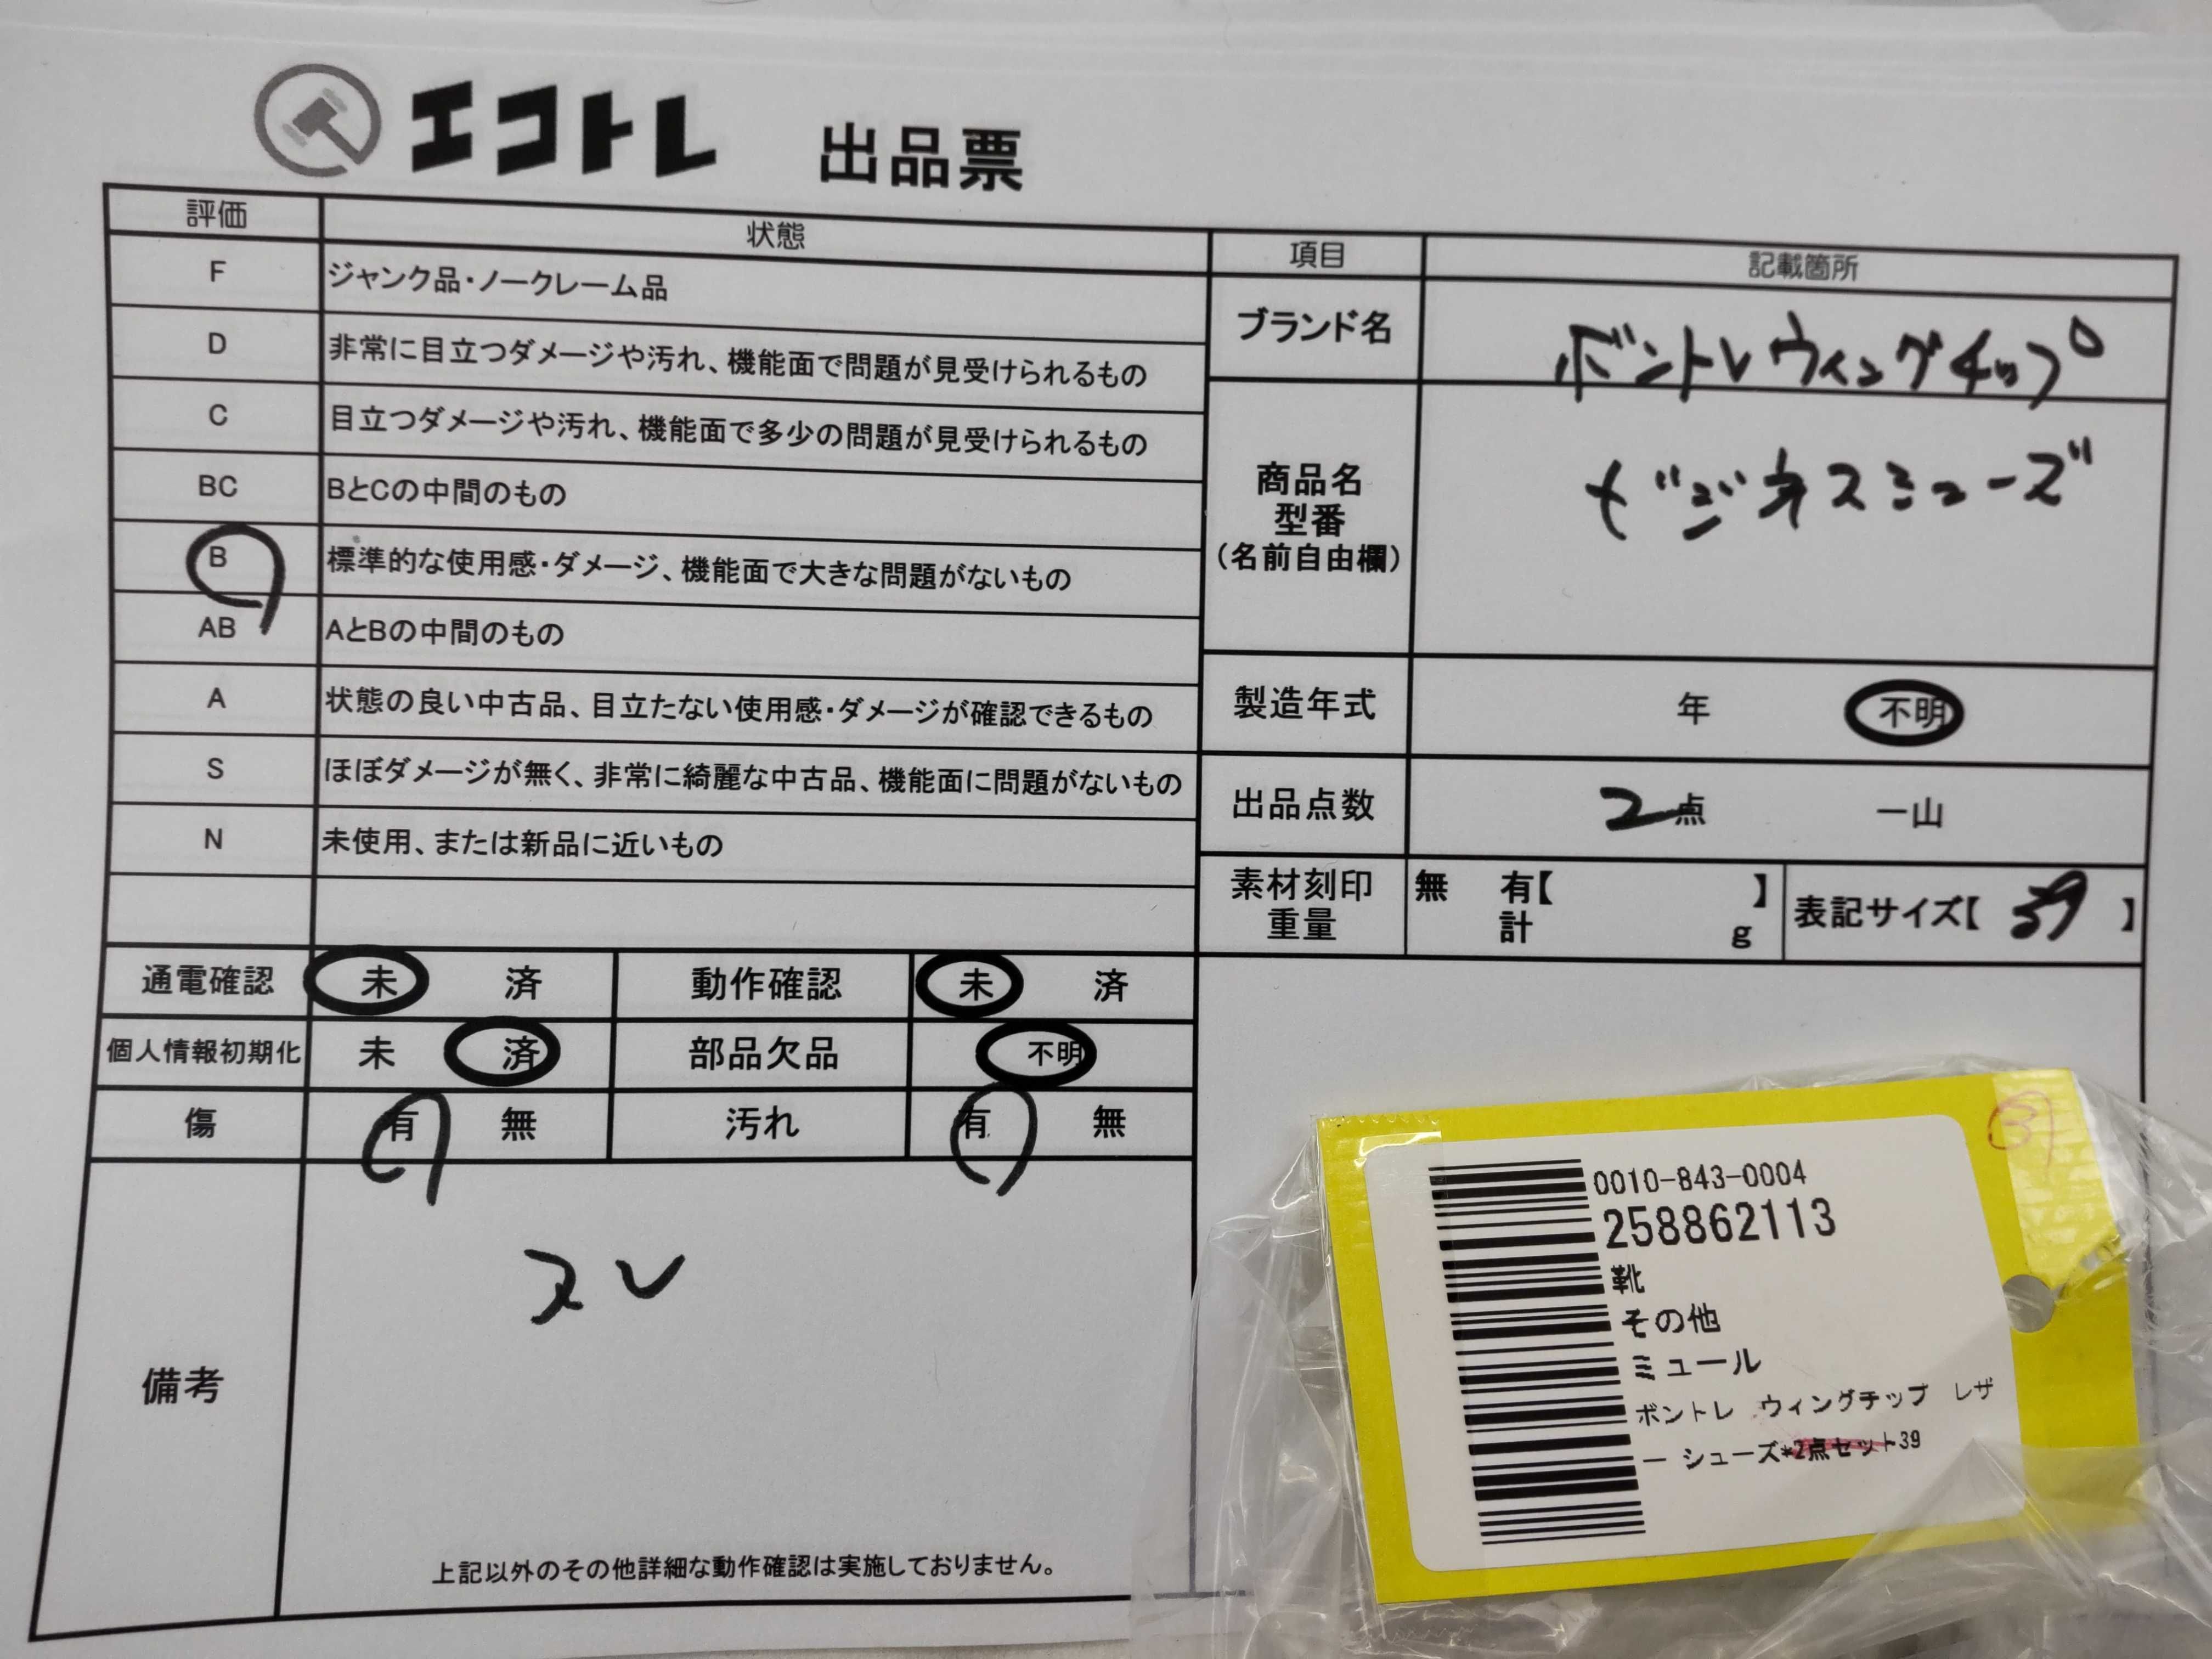 エコトレ 出品票
評価 状態
F ジャンク品・ノークレーム品
D 非常に目立つダメージや汚れ、機能面で問題が見受けられるもの
C 目立つダメージや汚れ、機能面で多少の問題が見受けられるもの
BC BとCの中間のもの
B 標準的な使用感・ダメージ、機能面で大きな問題がないもの
AB AとBの中間のもの
A 状態の良い中古品、目立たない使用感・ダメージが確認できるもの
S ほぼダメージが無く、非常に綺麗な中古品、機能面に問題がないもの
N 未使用、または新品に近いもの
項目 記載箇所
ブランド名 ボントレウィングチップ
商品名
型番
(名前自由欄)
ビジネスシューズ
製造年式 年 不明
出品点数 2点 一山
素材刻印 無 有【 】
重量 計 g
表記サイズ【 39 】
通電確認 未 済 動作確認 未 済
個人情報初期化 未 済 部品欠品 不明
傷 有 無 汚れ 有 無
備考
スレ
上記以外のその他詳細な動作確認は実施しておりません。
3
0010-843-0004
258862113
靴
その他
ミュール
ボントレ ウィングチップ レザ
ー シューズ*2点セット39